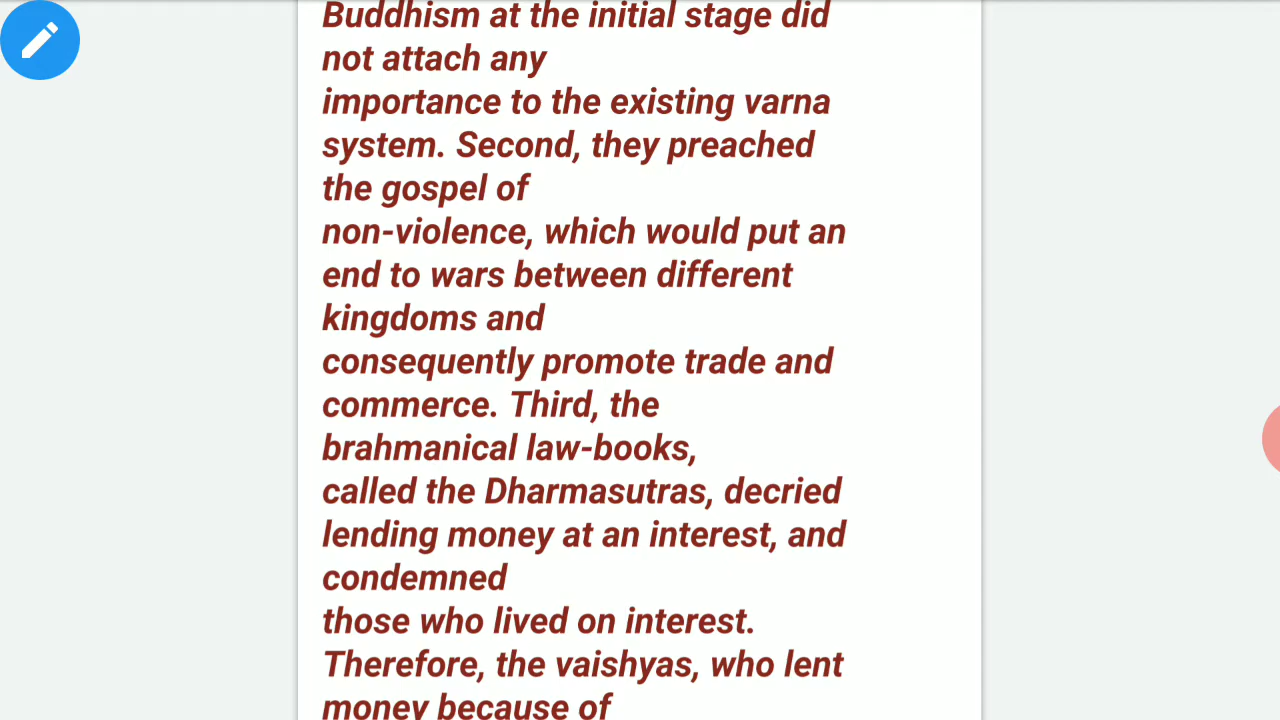 Buddhism at the initial stage did
not attach any
importance to the existing varna
system. Second, they preached
the gospel of
non-violence, which would put an
end to wars between different
kingdoms and
consequently promote trade and
commerce. Third, the
brahmanical law-books,
called the Dharmasutras, decried
lending money at an interest, and
condemned
those who lived on interest.
Therefore, the vaishyas, who lent
money because of